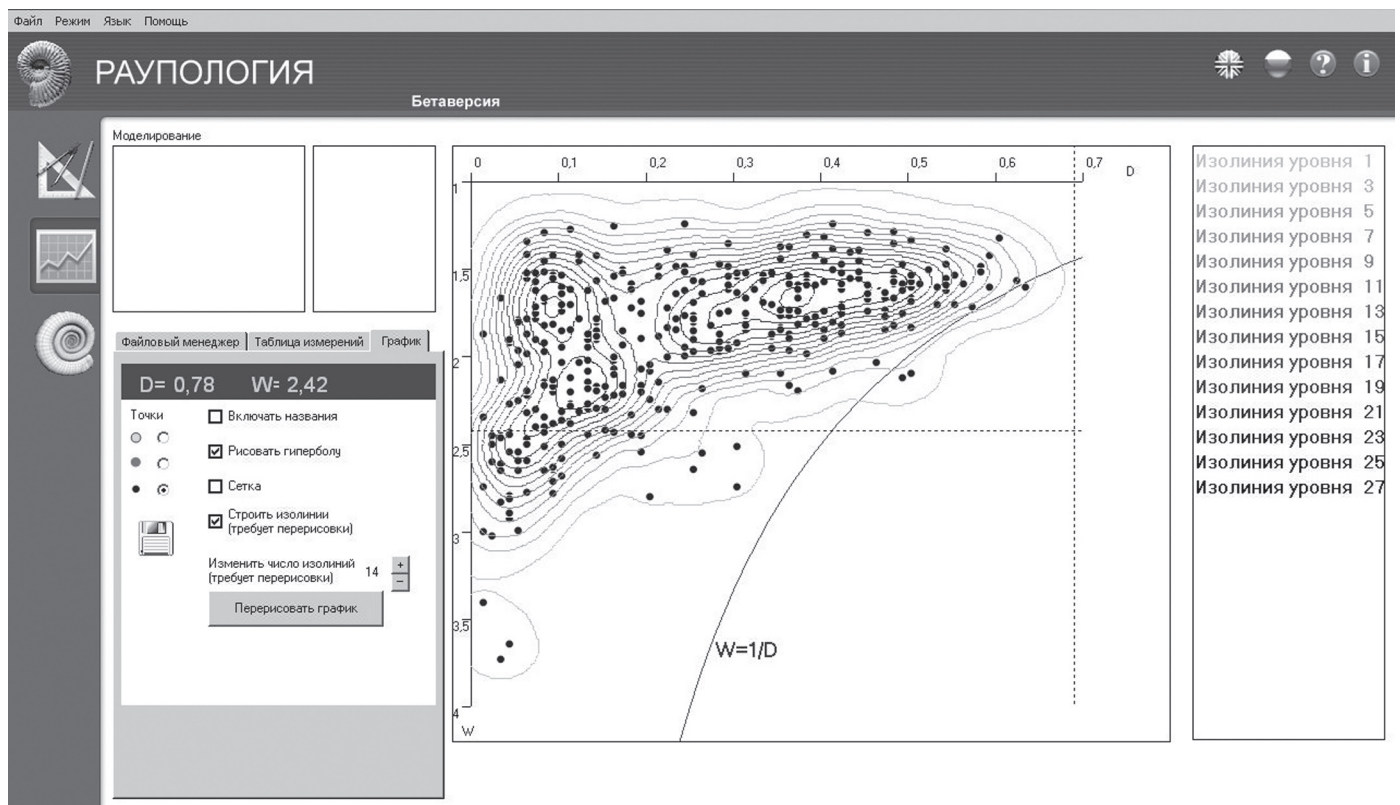 Файл Режим Язык Помощь
РАУПОЛОГИЯ
Бетаверсия
Моделирование
Файловый менеджер Таблица измерений График
D= 0,78 W= 2,42
Точки
Включать названия
Рисовать гиперболу
Сетка
Строить изолинии
(требует перерисовки)
Изменить число изолиний
(требует перерисовки)
14
+
−
Перерисовать график
0 0,1 0,2 0,3 0,4 0,5 0,6 0,7 D
1
1,5
2
2,5
3
3,5
4
W
W=1/D
Изолиния уровня 1
Изолиния уровня 3
Изолиния уровня 5
Изолиния уровня 7
Изолиния уровня 9
Изолиния уровня 11
Изолиния уровня 13
Изолиния уровня 15
Изолиния уровня 17
Изолиния уровня 19
Изолиния уровня 21
Изолиния уровня 23
Изолиния уровня 25
Изолиния уровня 27